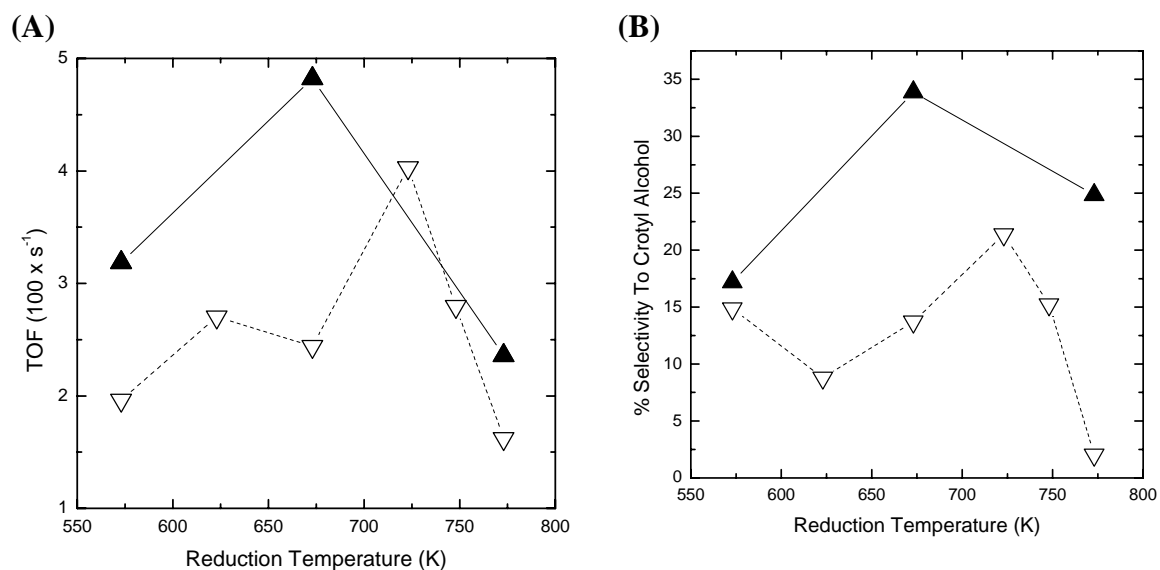 (A)
5
4
3
2
1
TOF (100 x s⁻¹)
550 600 650 700 750 800
Reduction Temperature (K)
(B)
35
30
25
20
15
10
5
0
% Selectivity To Crotyl Alcohol
550 600 650 700 750 800
Reduction Temperature (K)